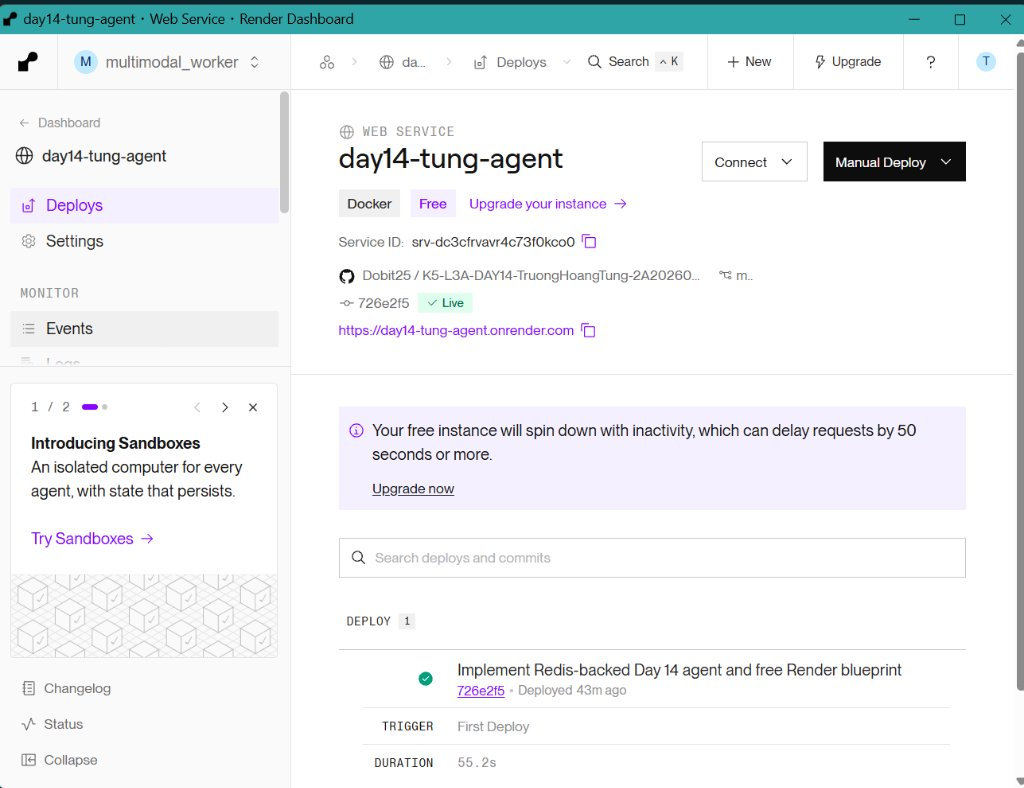 day14-tung-agent · Web Service · Render Dashboard
M multimodal_worker
da...
Deploys
Search ^ K
+ New
Upgrade
?
T
← Dashboard
day14-tung-agent
Deploys
Settings
MONITOR
Events
Logs
1 / 2
Introducing Sandboxes
An isolated computer for every
agent, with state that persists.
Try Sandboxes →
Changelog
Status
Collapse
WEB SERVICE
day14-tung-agent
Connect
Manual Deploy
Docker
Free
Upgrade your instance →
Service ID: srv-dc3cfrvavr4c73f0kco0
Dobit25 / K5-L3A-DAY14-TruongHoangTung-2A20260...
m..
726e2f5
Live
https://day14-tung-agent.onrender.com
Your free instance will spin down with inactivity, which can delay requests by 50
seconds or more.
Upgrade now
Search deploys and commits
DEPLOY 1
Implement Redis-backed Day 14 agent and free Render blueprint
726e2f5 • Deployed 43m ago
TRIGGER First Deploy
DURATION 55.2s